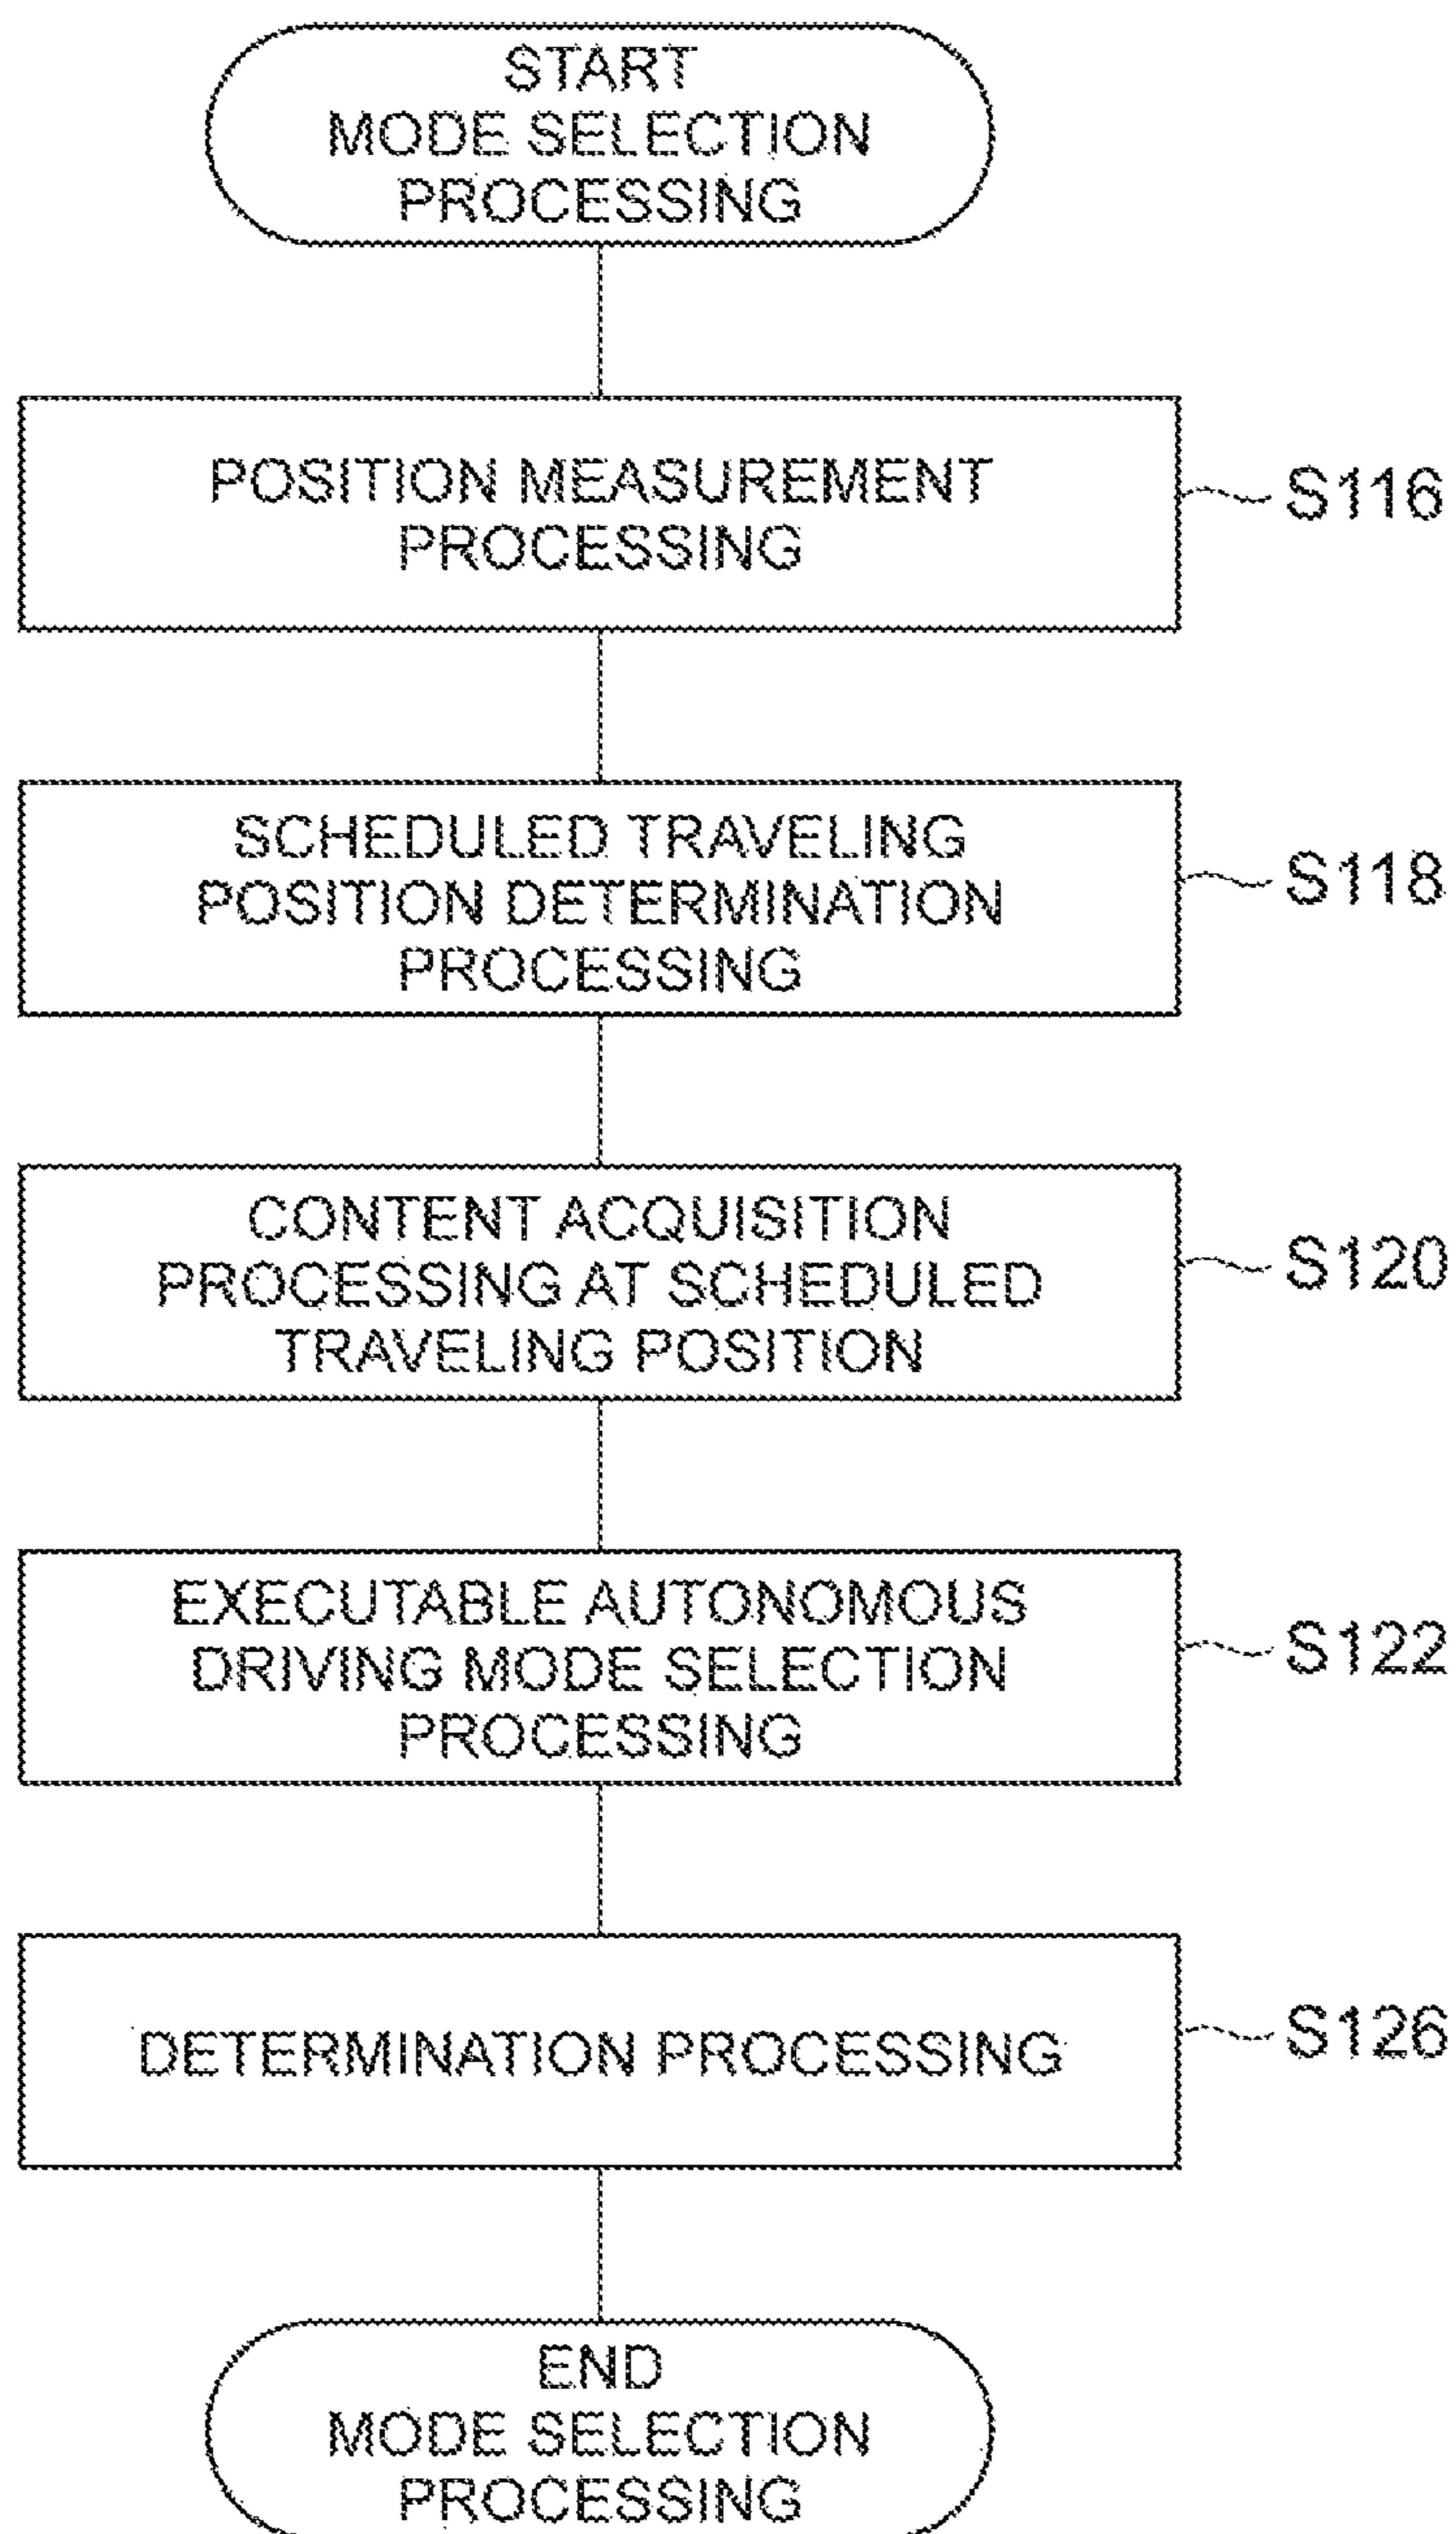 START
MODE SELECTION
PROCESSING
POSITION MEASUREMENT
PROCESSING
S116
SCHEDULED TRAVELING
POSITION DETERMINATION
PROCESSING
S118
CONTENT ACQUISITION
PROCESSING AT SCHEDULED
TRAVELING POSITION
S120
EXECUTABLE AUTONOMOUS
DRIVING MODE SELECTION
PROCESSING
S122
DETERMINATION PROCESSING
S126
END
MODE SELECTION
PROCESSING